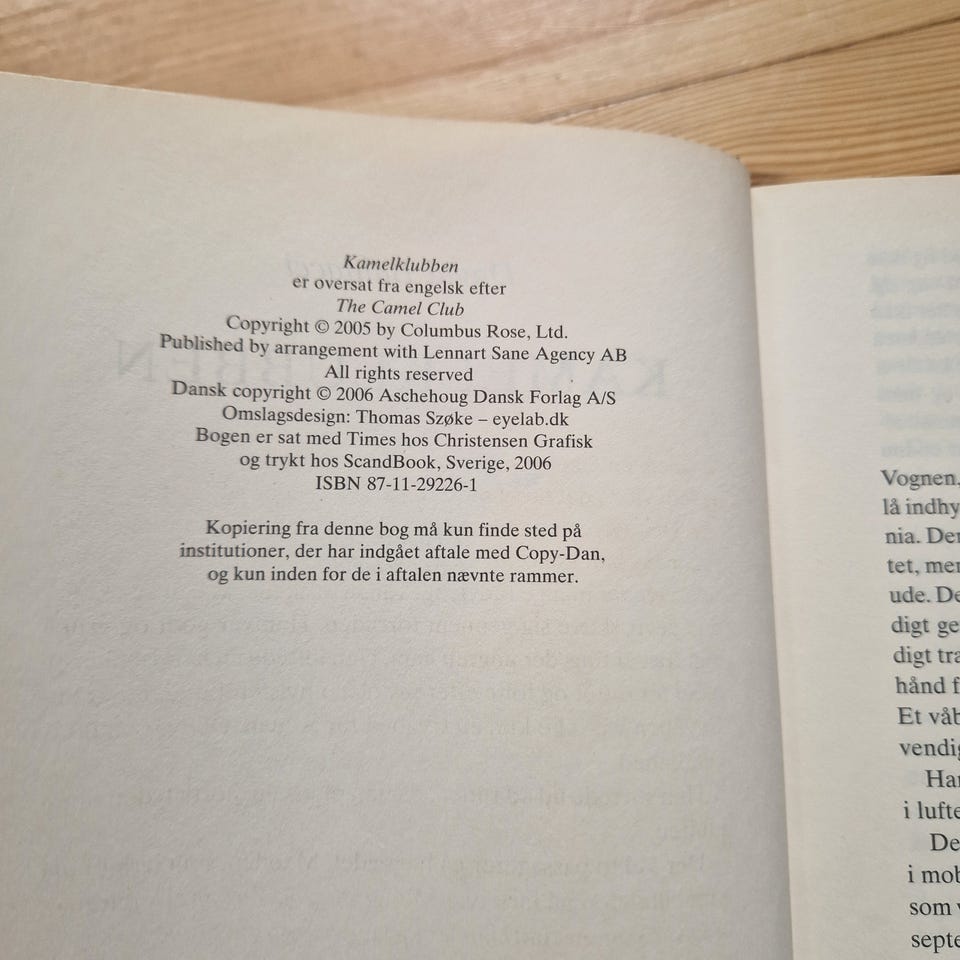 Kamelklubben
er oversat fra engelsk efter
The Camel Club
Copyright © 2005 by Columbus Rose, Ltd.
Published by arrangement with Lennart Sane Agency AB
All rights reserved
Dansk copyright © 2006 Aschehoug Dansk Forlag A/S
Omslagsdesign: Thomas Szøke – eyelab.dk
Bogen er sat med Times hos Christensen Grafisk
og trykt hos ScandBook, Sverige, 2006
ISBN 87-11-29226-1
Kopiering fra denne bog må kun finde sted på
institutioner, der har indgået aftale med Copy-Dan,
og kun inden for de i aftalen nævnte rammer.
Vognen,
lå indhy
nia. Der
tet, mer
ude. De
digt ge
digt tra
hånd f
Et våb
vendig
Har
i lufte
De
i mob
som v
septe